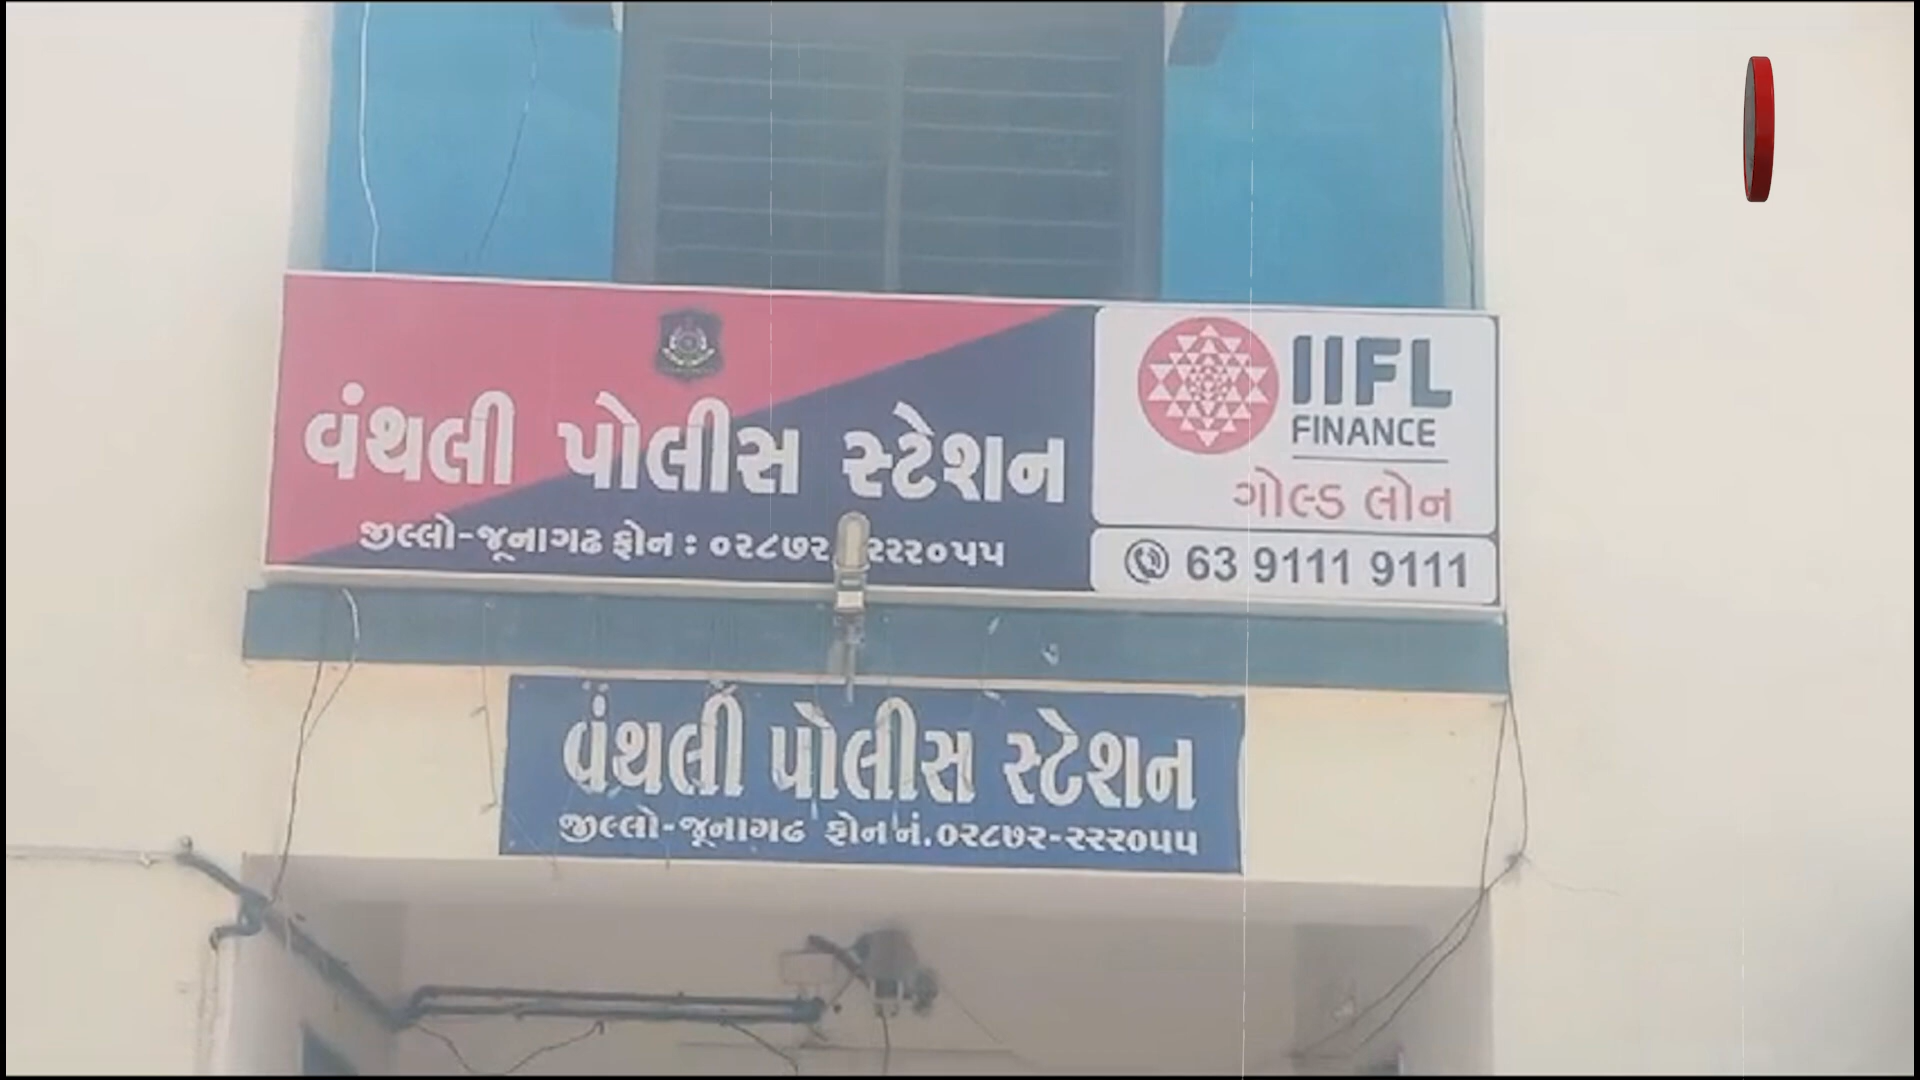 વંથલી પોલીસ સ્ટેશન
જીલ્લો-જૂનાગઢ ફોન : ૦૨૮૭૨ ૨૨૨૦૫૫
IIFL
FINANCE
ગોલ્ડ લોન
63 9111 9111
વંથલી પોલીસ સ્ટેશન
જીલ્લો-જૂનાગઢ ફોન નં.૦૨૮૭૨-૨૨૨૦૫૫